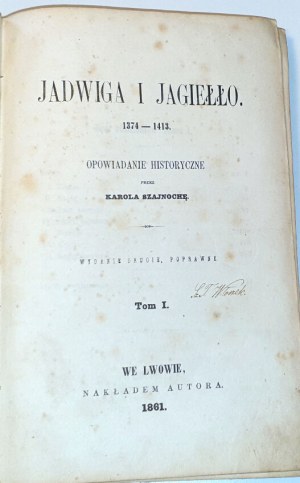 JADWIGA I JAGIEŁŁO.
1374 — 1413.
OPOWIADANIE HISTORYCZNE
PRZEZ
KAROLA SZAJNOCHĘ.
WYDANIE DRUGIE, POPRAWNE
Tom I.
WE LWOWIE,
NAKŁADEM AUTORA.
1861.